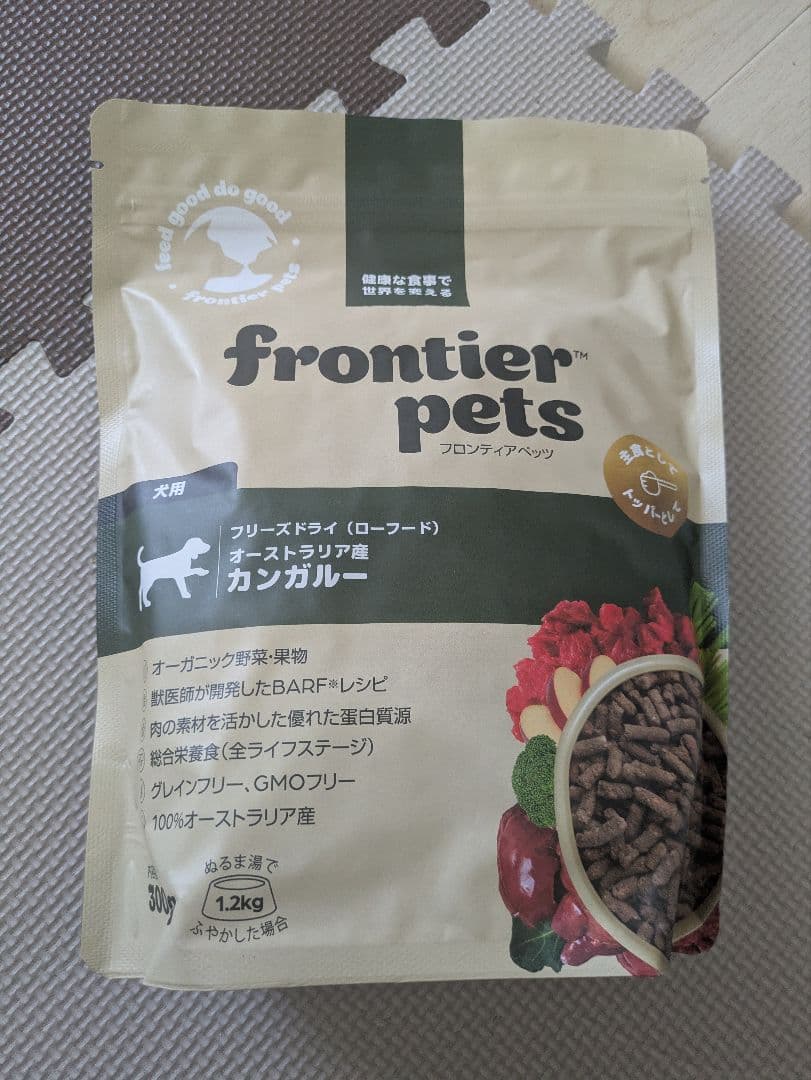 feed good do good
frontier pets
健康な食事で
世界を変える
frontier™
pets
フロンティアペッツ
主食として
トッパーとして
犬用
フリーズドライ（ローフード）
オーストラリア産
カンガルー
オーガニック野菜・果物
獣医師が開発したBARF※レシピ
肉の素材を活かした優れた蛋白質源
総合栄養食（全ライフステージ）
グレインフリー、GMOフリー
100%オーストラリア産
300g
ぬるま湯で
1.2kg
ふやかした場合